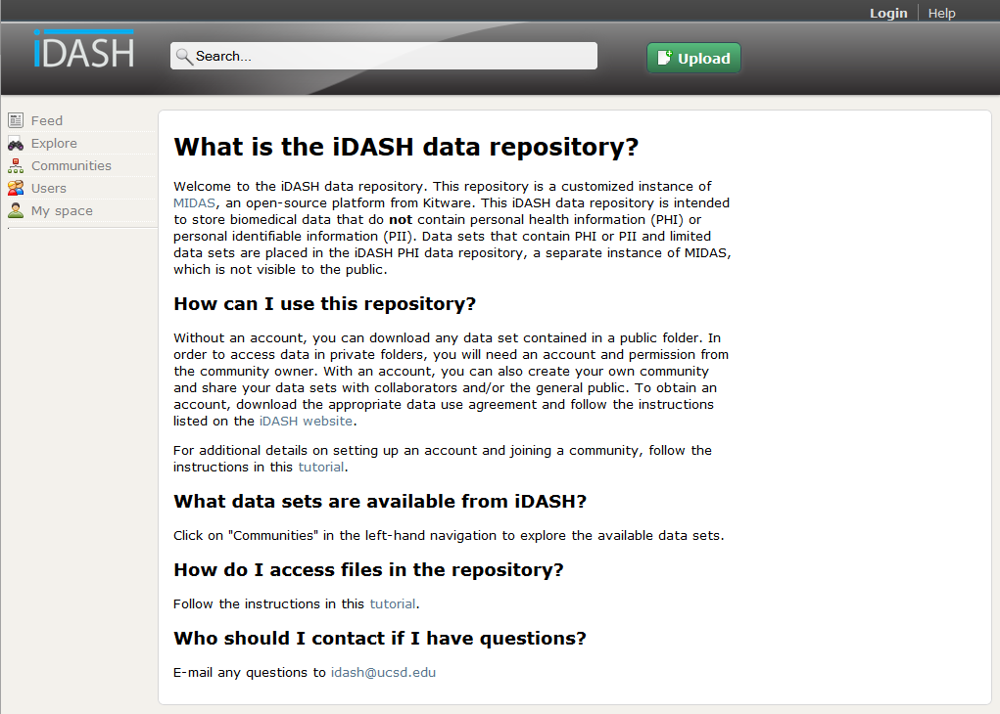 Login Help
iDASH Search... Upload
Feed
Explore
Communities
Users
My space
What is the iDASH data repository?
Welcome to the iDASH data repository. This repository is a customized instance of
MIDAS, an open-source platform from Kitware. This iDASH data repository is intended
to store biomedical data that do not contain personal health information (PHI) or
personal identifiable information (PII). Data sets that contain PHI or PII and limited
data sets are placed in the iDASH PHI data repository, a separate instance of MIDAS,
which is not visible to the public.
How can I use this repository?
Without an account, you can download any data set contained in a public folder. In
order to access data in private folders, you will need an account and permission from
the community owner. With an account, you can also create your own community
and share your data sets with collaborators and/or the general public. To obtain an
account, download the appropriate data use agreement and follow the instructions
listed on the iDASH website.
For additional details on setting up an account and joining a community, follow the
instructions in this tutorial.
What data sets are available from iDASH?
Click on "Communities" in the left-hand navigation to explore the available data sets.
How do I access files in the repository?
Follow the instructions in this tutorial.
Who should I contact if I have questions?
E-mail any questions to idash@ucsd.edu